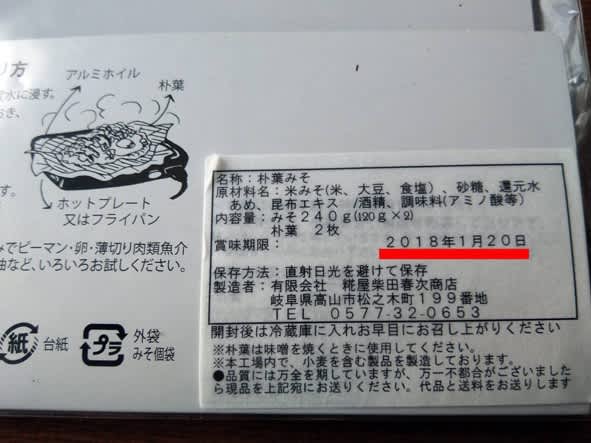 り方
水に浸す。
おき、
アルミホイル
朴葉
す。
ホットプレート
又はフライパン
みでピーマン・卵・薄切り肉類魚介
油など、いろいろお試しください。
紙
台紙
プラ
外袋
みそ個袋
名称：朴葉みそ
原材料名：米みそ(米、大豆、食塩)、砂糖、還元水
あめ、昆布エキス／酒精、調味料(アミノ酸等)
内容量：みそ240g(120g×2)
朴葉 2枚
賞味期限： 2018年1月20日
保存方法：直射日光を避けて保存
製造者：有限会社 糀屋柴田春次商店
岐阜県高山市松之木町199番地
TEL 0577-32-0653
開封後は冷蔵庫に入れお早目にお召し上がりください
※朴葉は味噌を焼くときに使用してください。
※本工場内で、小麦を含む製品を製造しております。
●品質には万全を期していますが、万一不都合がございました
ら現品を上記宛にお送りください。代品と送料をお送りします